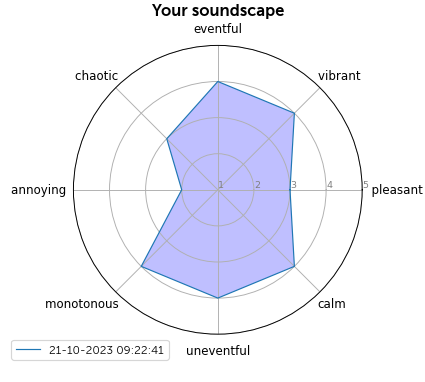 Your soundscape
eventful
chaotic
vibrant
annoying
1
2
3
4
5
pleasant
monotonous
calm
uneventful
21-10-2023 09:22:41